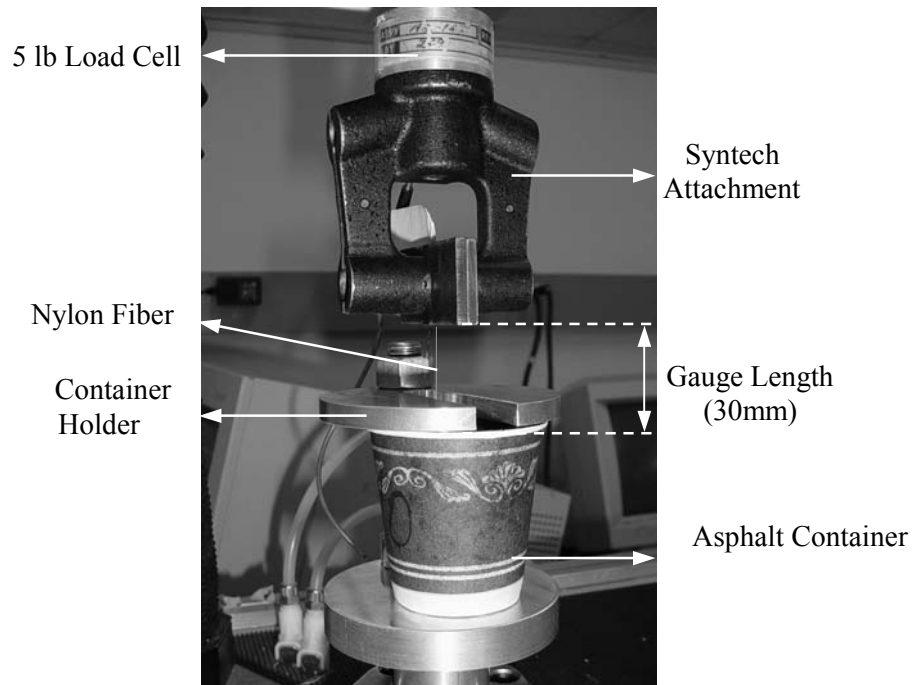 5 lb Load Cell
Syntech
Attachment
Nylon Fiber
Container
Holder
Gauge Length
(30mm)
Asphalt Container